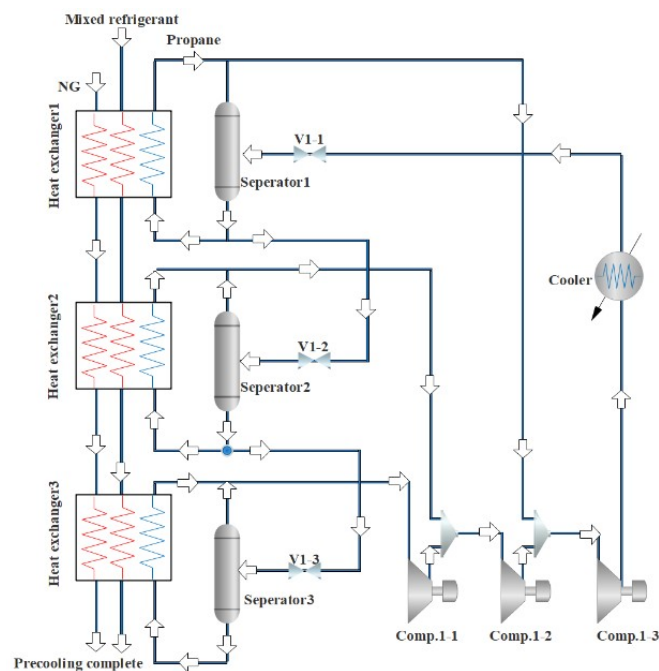 Mixed refrigerant
Propane
NG
Heat exchanger1
V1-1
Seperator1
Cooler
Heat exchanger2
V1-2
Seperator2
Heat exchanger3
V1-3
Seperator3
Comp.1-1
Comp.1-2
Comp.1-3
Precooling complete